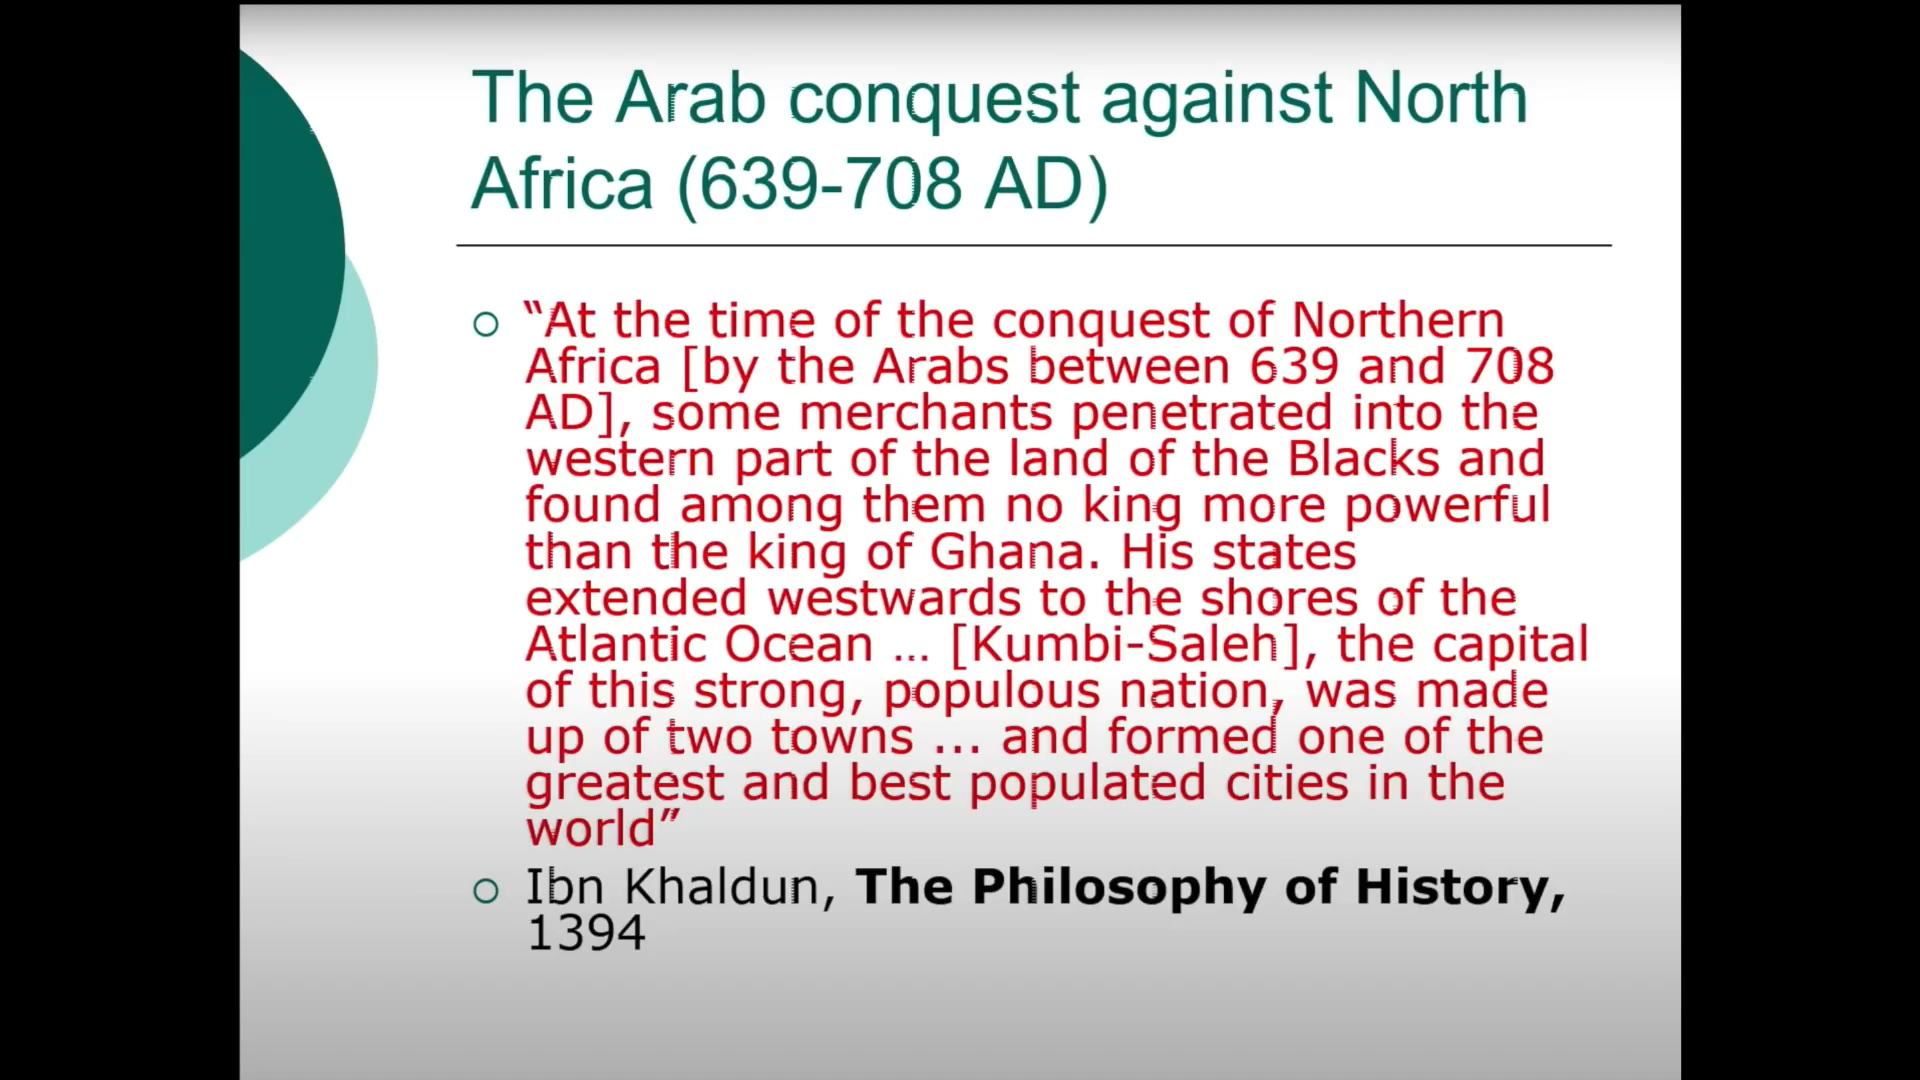 The Arab conquest against North
Africa (639-708 AD)
“At the time of the conquest of Northern
Africa [by the Arabs between 639 and 708
AD], some merchants penetrated into the
western part of the land of the Blacks and
found among them no king more powerful
than the king of Ghana. His states
extended westwards to the shores of the
Atlantic Ocean … [Kumbi-Saleh], the capital
of this strong, populous nation, was made
up of two towns ... and formed one of the
greatest and best populated cities in the
world”
Ibn Khaldun, The Philosophy of History,
1394